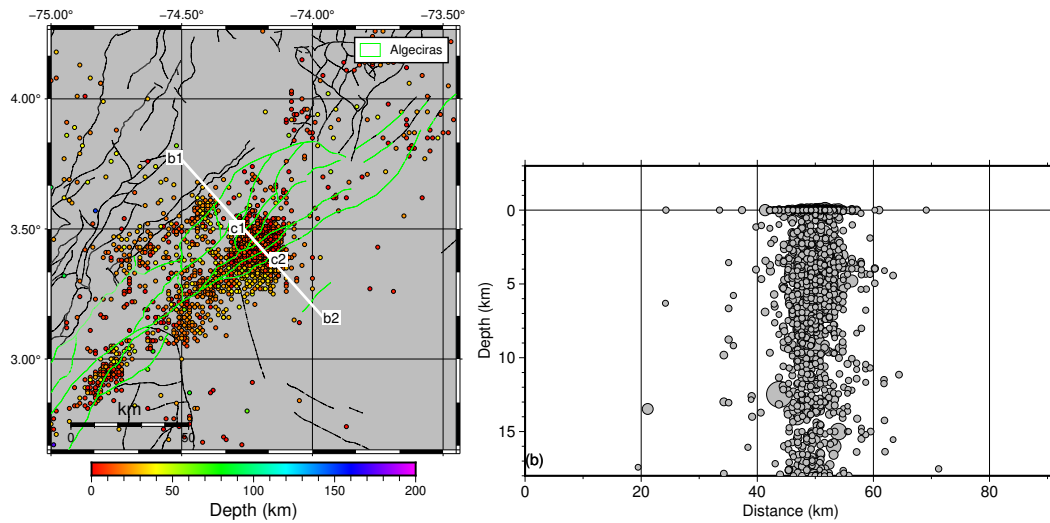 −75.00° −74.50° −74.00° −73.50°
Algeciras
4.00°
b1
3.50°
c1
c2
b2
3.00°
km
0 50
0 50 100 150 200
Depth (km)
0
5
10
15
Depth (km)
(b)
0 20 40 60 80
Distance (km)